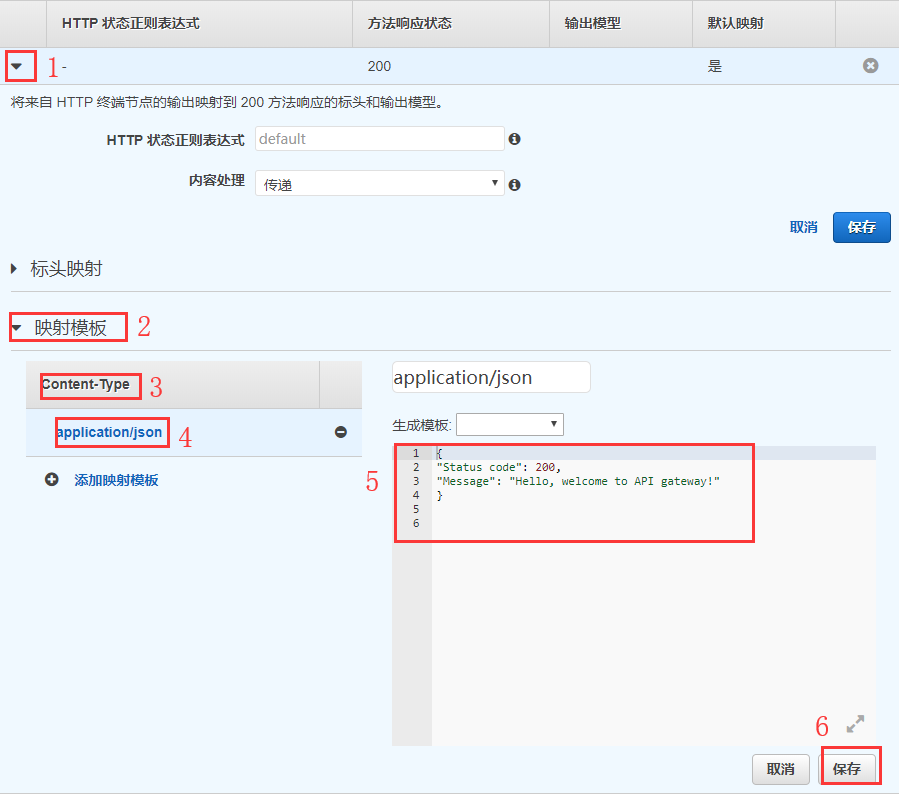 HTTP 状态正则表达式 方法响应状态 输出模型 默认映射
1 - 200 是
将来自 HTTP 终端节点的输出映射到 200 方法响应的标头和输出模型。
HTTP 状态正则表达式 default
内容处理 传递
取消 保存
标头映射
映射模板 2
Content-Type 3
application/json
application/json 4
生成模板:
添加映射模板
5
1 {
2 "Status code": 200,
3 "Message": "Hello, welcome to API gateway!"
4 }
5
6
6
取消 保存